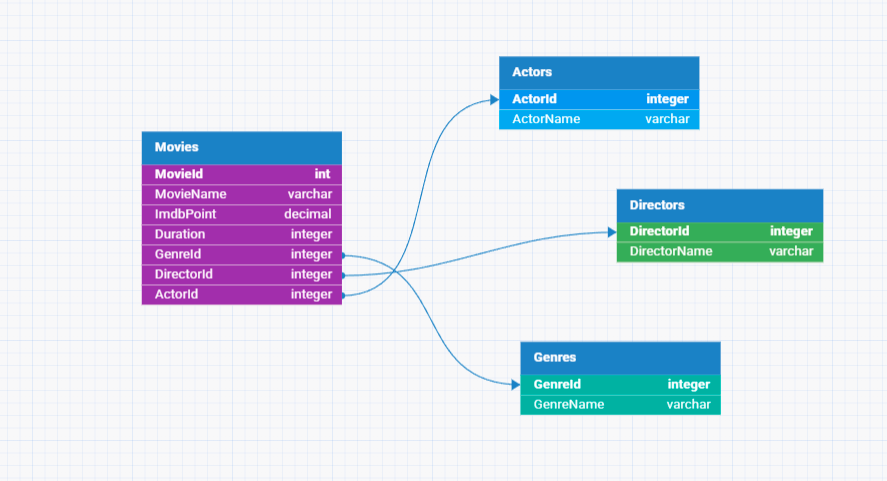 Movies
MovieId int
MovieName varchar
ImdbPoint decimal
Duration integer
GenreId integer
DirectorId integer
ActorId integer
Actors
ActorId integer
ActorName varchar
Directors
DirectorId integer
DirectorName varchar
Genres
GenreId integer
GenreName varchar